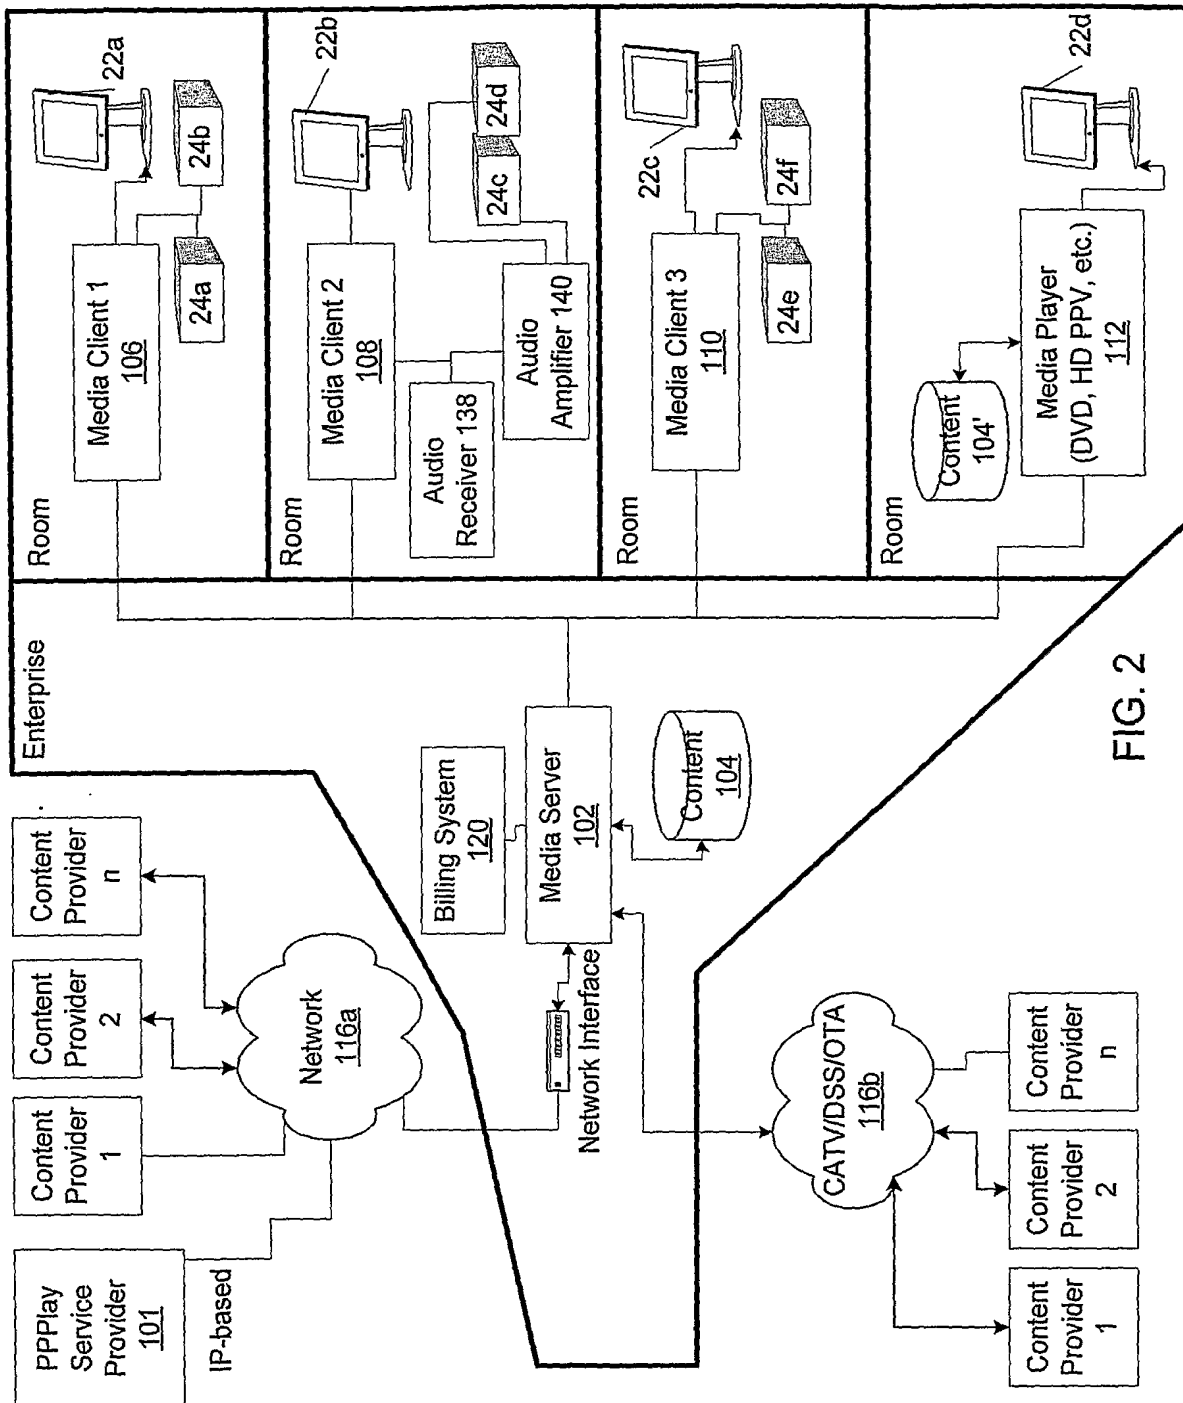 PPPlay
Service
Provider
101
IP-based
Content
Provider
1
Content
Provider
2
Content
Provider
n
Network
116a
Enterprise
Billing System
120
Media Server
102
Content
104
Network Interface
CATV/DSS/OTA
116b
Content
Provider
1
Content
Provider
2
Content
Provider
n
Room
Media Client 1
106
22a
24a
24b
Room
Media Client 2
108
22b
Audio
Receiver 138
Audio
Amplifier 140
24c
24d
Room
Media Client 3
110
22c
24e
24f
Room
Content
104'
Media Player
(DVD, HD PPV, etc.)
112
22d
FIG. 2